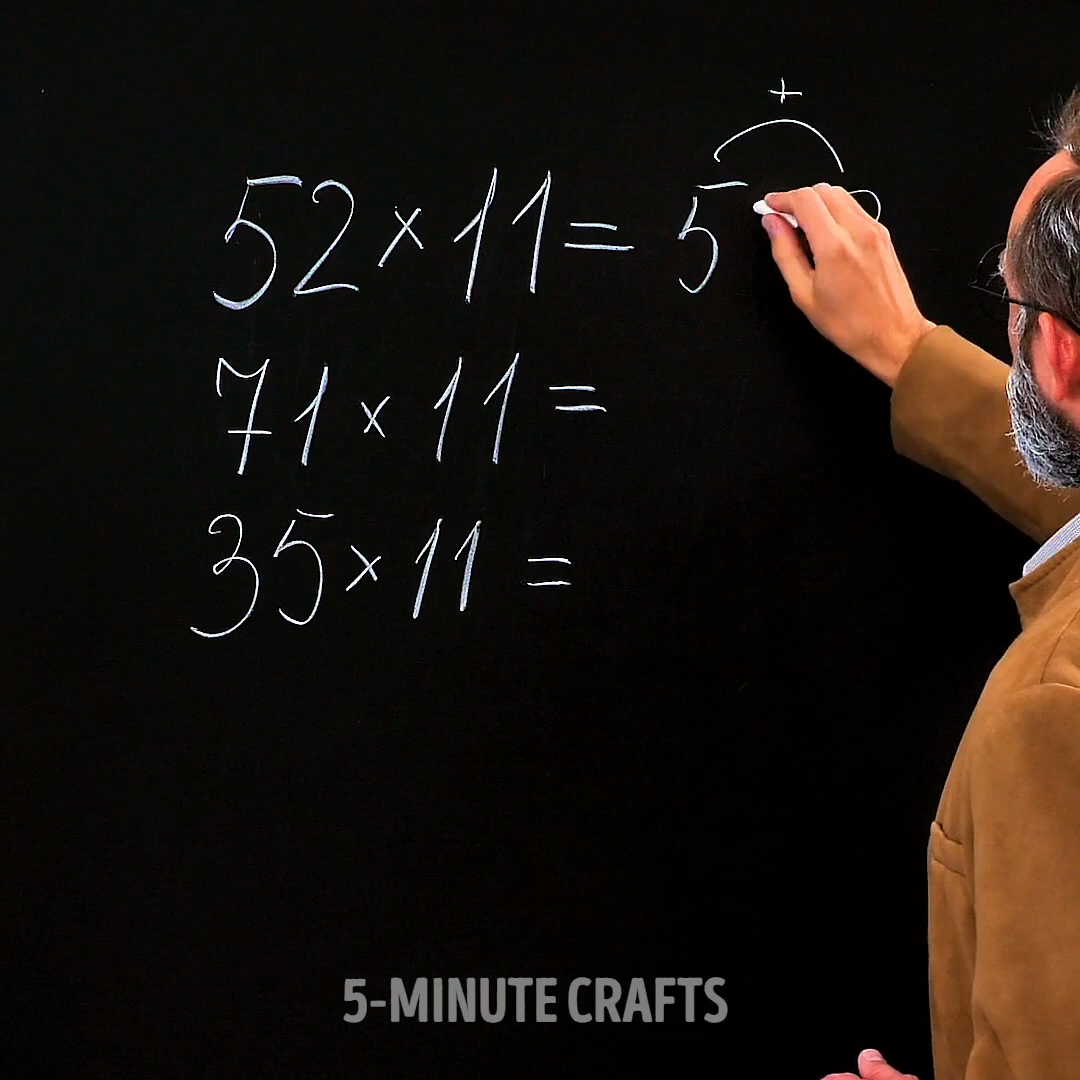 +
52 × 11 = 5
71 × 11 =
35 × 11 =
5-MINUTE CRAFTS